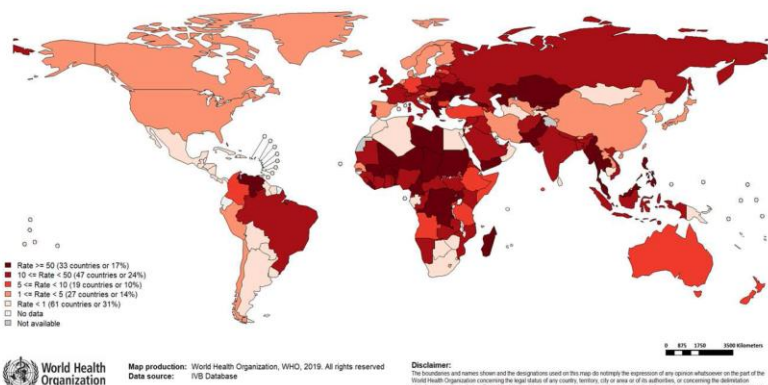 Rate >= 50 (33 countries or 17%)
10 <= Rate < 50 (47 countries or 24%)
5 <= Rate < 10 (19 countries or 10%)
1 <= Rate < 5 (27 countries or 14%)
Rate < 1 (61 countries or 31%)
No data
Not available
0 875 1750 3500 Kilometers
World Health
Organization
Map production: World Health Organization, WHO, 2019. All rights reserved
Data source: IVB Database
Disclaimer:
The boundaries and names shown and the designations used on this map do notimply the expression of any opinion whatsoever on the part of the
World Health Organisation concerning the legal status of any country, territory, city or area or of its authorities, or concerning the delimitation